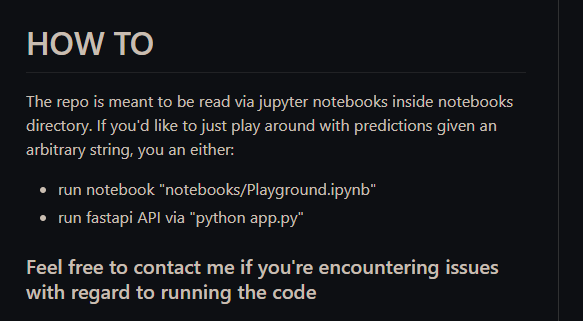 HOW TO
The repo is meant to be read via jupyter notebooks inside notebooks
directory. If you'd like to just play around with predictions given an
arbitrary string, you an either:
• run notebook "notebooks/Playground.ipynb"
• run fastapi API via "python app.py"
Feel free to contact me if you're encountering issues
with regard to running the code